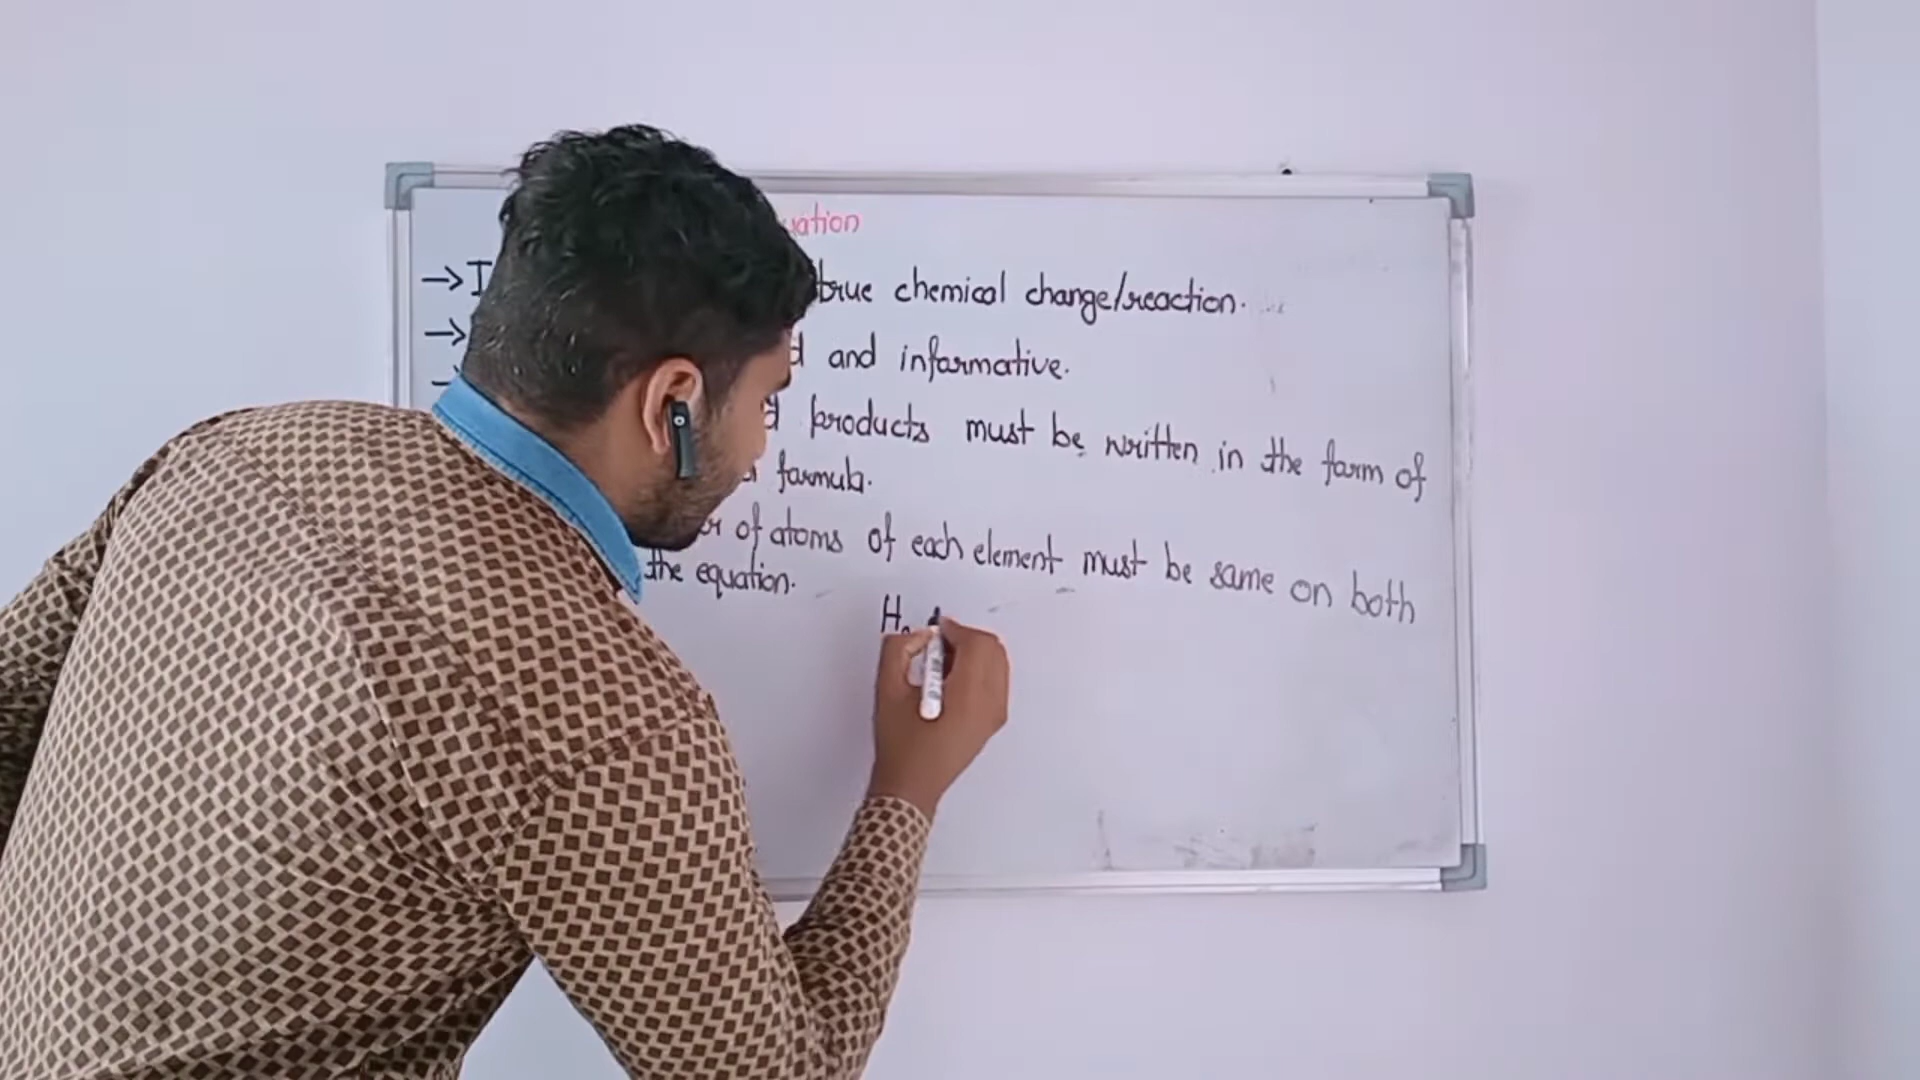 uation
→ I true chemical change/reaction.
→ d and informative.
→ d products must be written in the form of
formula.
r of atoms of each element must be same on both
the equation.
H